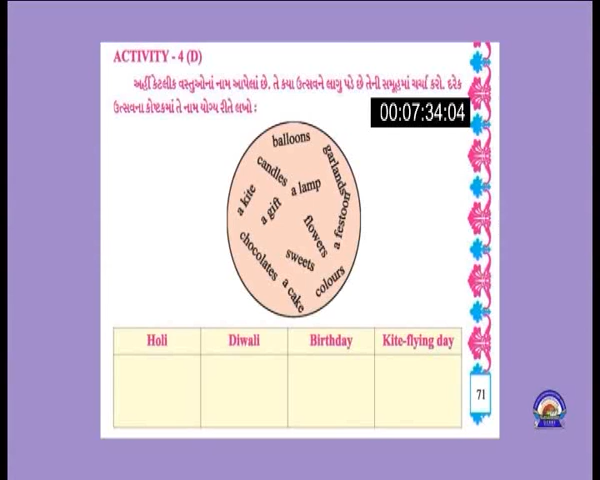 ACTIVITY - 4 (D)
અહીં કેટલીક વસ્તુઓનાં નામ આપેલાં છે. તે કયા ઉત્સવને લાગુ પડે છે તેની સમૂહમાં ચર્ચા કરો. દરેક
ઉત્સવના કોષ્ટકમાં તે નામ યોગ્ય રીતે લખો :
00:07:34:04
balloons
garlands
candles
a lamp
a kite
a gift
a festoon
flowers
chocolates
sweets
a cake
colours
Holi Diwali Birthday Kite-flying day
71